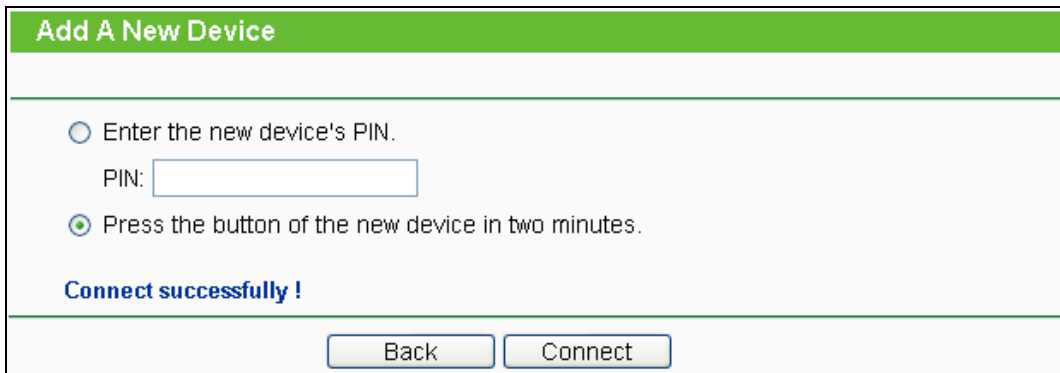 Add A New Device
Enter the new device's PIN.
PIN:
Press the button of the new device in two minutes.
Connect successfully !
Back Connect